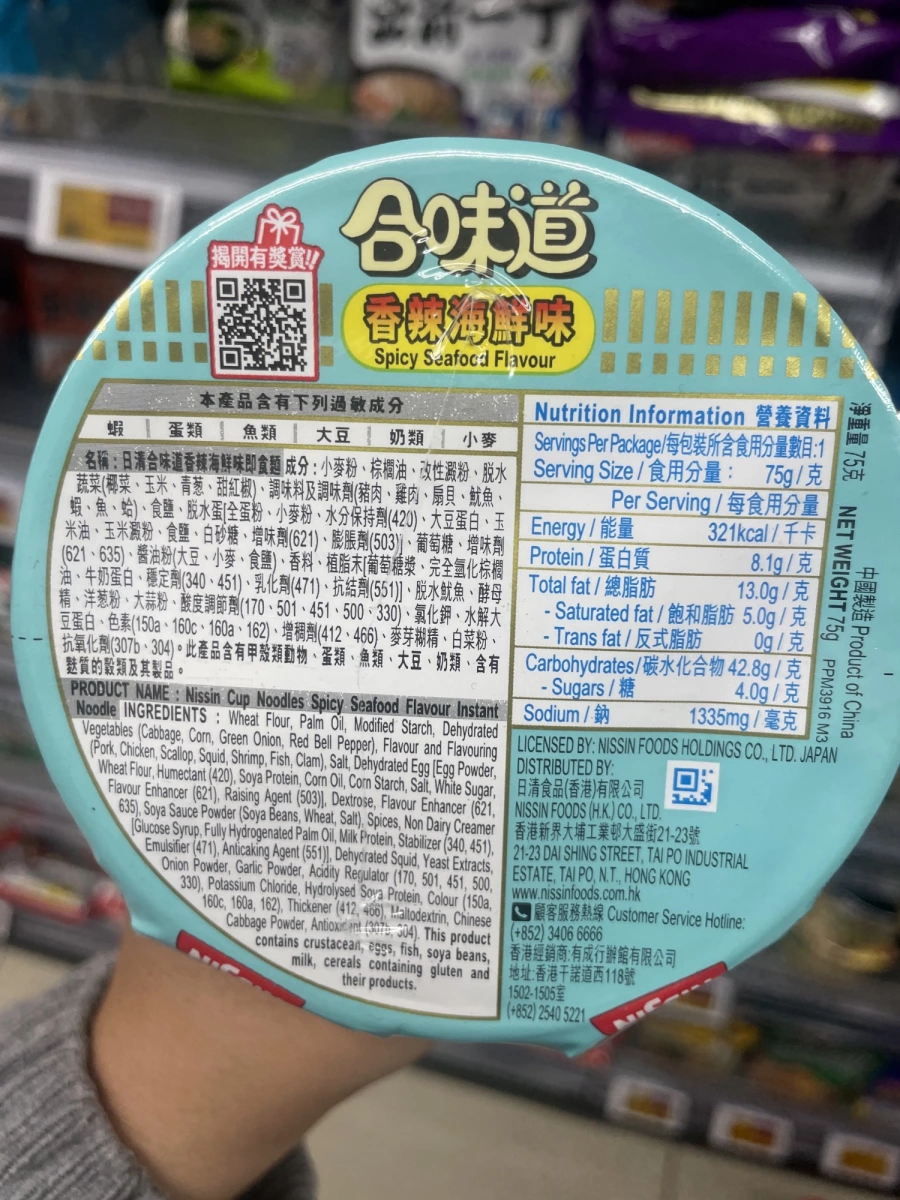 合味道
揭開有獎賞!!
香辣海鮮味
Spicy Seafood Flavour
本產品含有下列過敏成分
蝦 蛋類 魚類 大豆 奶類 小麥
名稱：日清合味道香辣海鮮味即食麵 成分：小麥粉、棕櫚油、改性澱粉、脫水
蔬菜(椰菜、玉米、青葱、甜紅椒)、調味料及調味劑(豬肉、雞肉、扇貝、魷魚、
蝦、魚、蛤)、食鹽、脫水蛋[全蛋粉、小麥粉、水分保持劑(420)、大豆蛋白、玉
米油、玉米澱粉、食鹽、白砂糖、增味劑(621)、膨脹劑(503)]、葡萄糖、增味劑
(621、635)、醬油粉(大豆、小麥、食鹽)、香料、植脂末[葡萄糖漿、完全氫化棕櫚
油、牛奶蛋白、穩定劑(340、451)、乳化劑(471)、抗結劑(551)]、脫水魷魚、酵母
精、洋葱粉、大蒜粉、酸度調節劑(170、501、451、500、330)、氯化鉀、水解大
豆蛋白、色素(150a、160c、160a、162)、增稠劑(412、466)、麥芽糊精、白菜粉、
抗氧化劑(307b、304)。此產品含有甲殼類動物、蛋類、魚類、大豆、奶類、含有
麩質的穀類及其製品。
PRODUCT NAME : Nissin Cup Noodles Spicy Seafood Flavour Instant
Noodle INGREDIENTS : Wheat Flour, Palm Oil, Modified Starch, Dehydrated
Vegetables (Cabbage, Corn, Green Onion, Red Bell Pepper), Flavour and Flavouring
(Pork, Chicken, Scallop, Squid, Shrimp, Fish, Clam), Salt, Dehydrated Egg [Egg Powder,
Wheat Flour, Humectant (420), Soya Protein, Corn Oil, Corn Starch, Salt, White Sugar,
Flavour Enhancer (621), Raising Agent (503)], Dextrose, Flavour Enhancer (621,
635), Soya Sauce Powder (Soya Beans, Wheat, Salt), Spices, Non Dairy Creamer
[Glucose Syrup, Fully Hydrogenated Palm Oil, Milk Protein, Stabilizer (340, 451),
Emulsifier (471), Anticaking Agent (551)], Dehydrated Squid, Yeast Extracts,
Onion Powder, Garlic Powder, Acidity Regulator (170, 501, 451, 500,
330), Potassium Chloride, Hydrolysed Soya Protein, Colour (150a,
160c, 160a, 162), Thickener (412, 466), Maltodextrin, Chinese
Cabbage Powder, Antioxidant (307b, 304). This product
contains crustacean, eggs, fish, soya beans,
milk, cereals containing gluten and
their products.
Nutrition Information 營養資料
Servings Per Package/每包裝所含食用分量數目:1
Serving Size / 食用分量： 75g / 克
Per Serving / 每食用分量
Energy / 能量 321kcal / 千卡
Protein / 蛋白質 8.1g / 克
Total fat / 總脂肪 13.0g / 克
- Saturated fat / 飽和脂肪 5.0g / 克
- Trans fat / 反式脂肪 0g / 克
Carbohydrates/碳水化合物 42.8g / 克
- Sugars / 糖 4.0g / 克
Sodium / 鈉 1335mg / 毫克
淨重量 75克 NET WEIGHT 75g PPM3916 M3
中國製造 Product of China
LICENSED BY: NISSIN FOODS HOLDINGS CO., LTD. JAPAN
DISTRIBUTED BY:
日清食品(香港)有限公司
NISSIN FOODS (H.K.) CO., LTD.
香港新界大埔工業邨大盛街21-23號
21-23 DAI SHING STREET, TAI PO INDUSTRIAL
ESTATE, TAI PO, N.T., HONG KONG
www.nissinfoods.com.hk
顧客服務熱線 Customer Service Hotline:
(+852) 3406 6666
香港經銷商:有成行辦館有限公司
地址:香港干諾道西118號
1502-1505室
(+852) 2540 5221
NISSIN
NISSIN